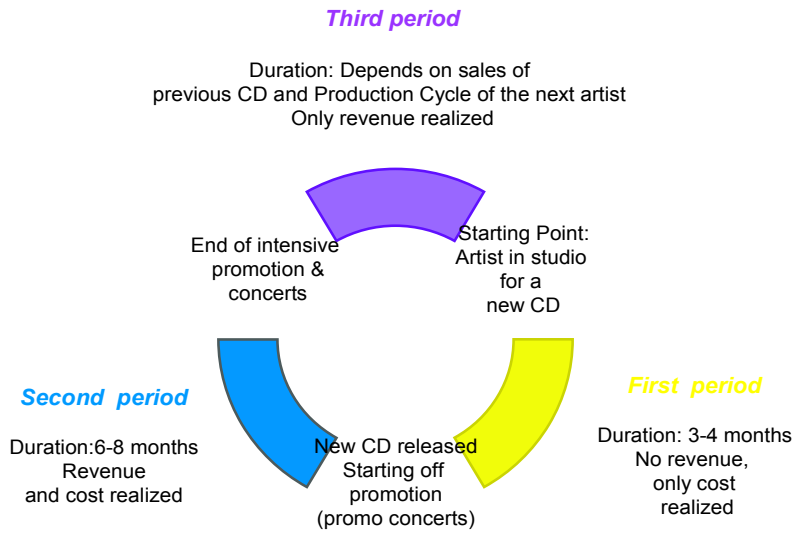 Third period
Duration: Depends on sales of
previous CD and Production Cycle of the next artist
Only revenue realized
Starting Point:
Artist in studio
for a
new CD
End of intensive
promotion &
concerts
First period
Duration: 3-4 months
No revenue,
only cost
realized
Second period
Duration:6-8 months
Revenue
and cost realized
New CD released
Starting off
promotion
(promo concerts)